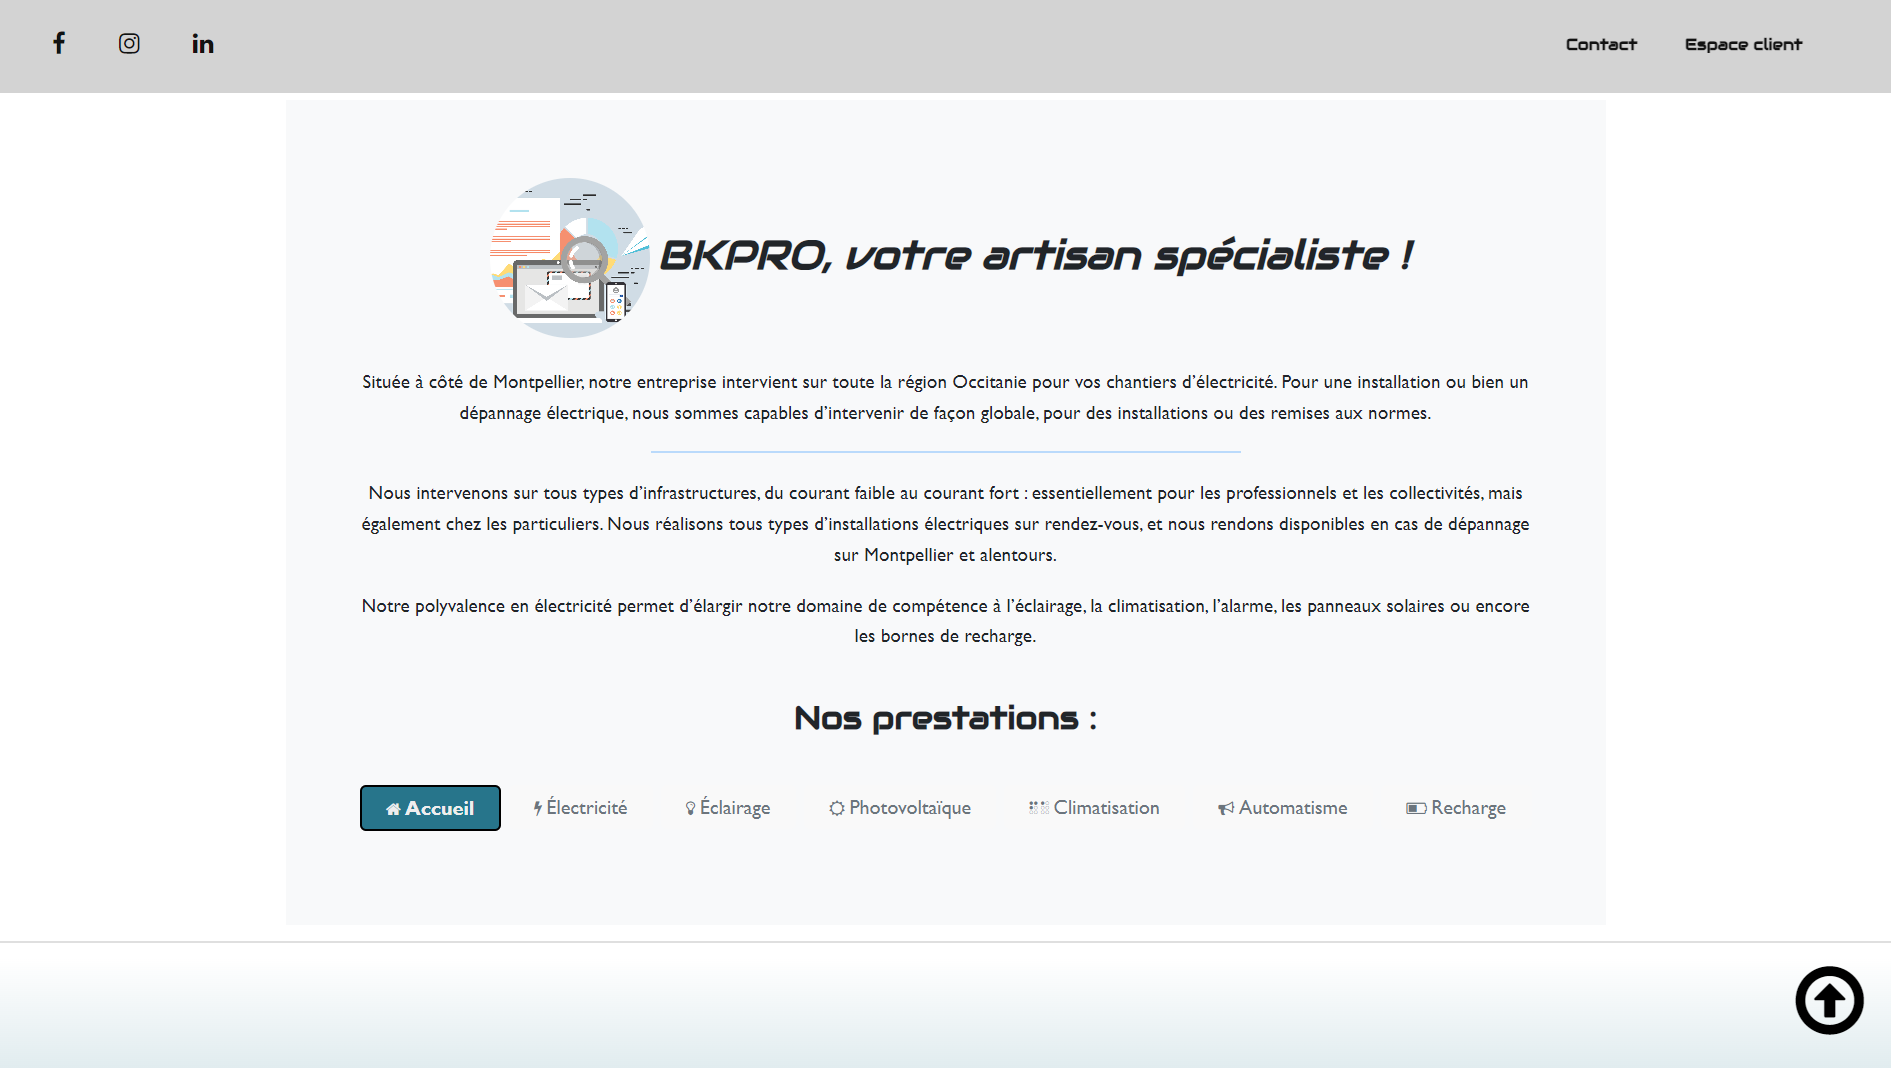 Contact Espace client
BKPRO, votre artisan spécialiste !
Située à côté de Montpellier, notre entreprise intervient sur toute la région Occitanie pour vos chantiers d’électricité. Pour une installation ou bien un
dépannage électrique, nous sommes capables d’intervenir de façon globale, pour des installations ou des remises aux normes.
Nous intervenons sur tous types d’infrastructures, du courant faible au courant fort : essentiellement pour les professionnels et les collectivités, mais
également chez les particuliers. Nous réalisons tous types d’installations électriques sur rendez-vous, et nous rendons disponibles en cas de dépannage
sur Montpellier et alentours.
Notre polyvalence en électricité permet d’élargir notre domaine de compétence à l’éclairage, la climatisation, l’alarme, les panneaux solaires ou encore
les bornes de recharge.
Nos prestations :
Accueil Électricité Éclairage Photovoltaïque Climatisation Automatisme Recharge